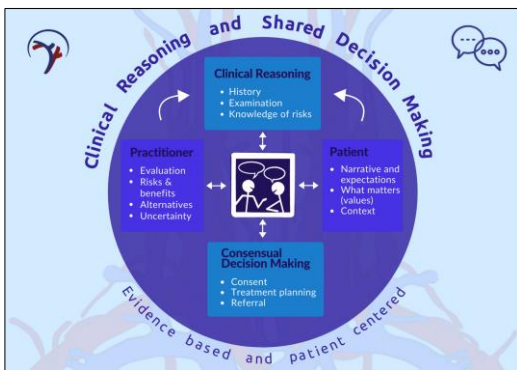 Clinical Reasoning and Shared Decision Making
Clinical Reasoning
• History
• Examination
• Knowledge of risks
Practitioner
• Evaluation
• Risks &
benefits
• Alternatives
• Uncertainty
Patient
• Narrative and
expectations
• What matters
(values)
• Context
Consensual
Decision Making
• Consent
• Treatment planning
• Referral
Evidence based and patient centered